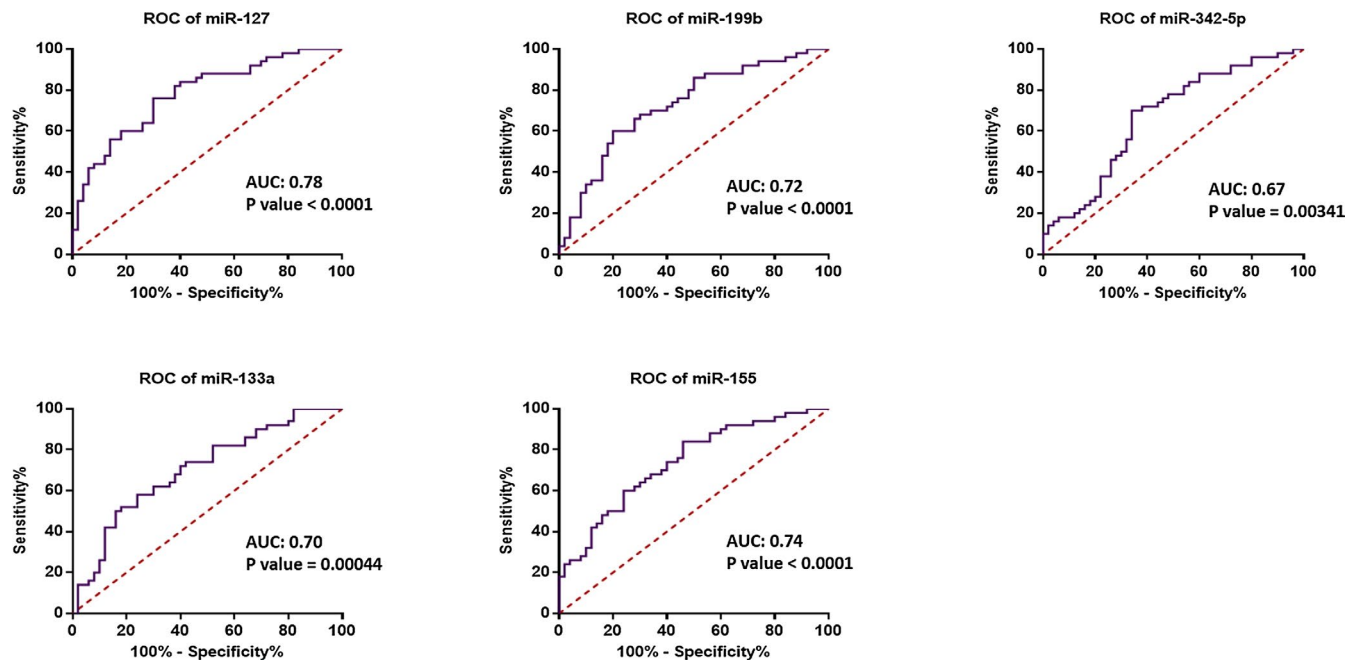 ROC of miR-127
100
80
60
40
20
0
Sensitivity%
AUC: 0.78
P value < 0.0001
0 20 40 60 80 100
100% - Specificity%
ROC of miR-199b
100
80
60
40
20
0
Sensitivity%
AUC: 0.72
P value < 0.0001
0 20 40 60 80 100
100% - Specificity%
ROC of miR-342-5p
100
80
60
40
20
0
Sensitivity%
AUC: 0.67
P value = 0.00341
0 20 40 60 80 100
100% - Specificity%
ROC of miR-133a
100
80
60
40
20
0
Sensitivity%
AUC: 0.70
P value = 0.00044
0 20 40 60 80 100
100% - Specificity%
ROC of miR-155
100
80
60
40
20
0
Sensitivity%
AUC: 0.74
P value < 0.0001
0 20 40 60 80 100
100% - Specificity%